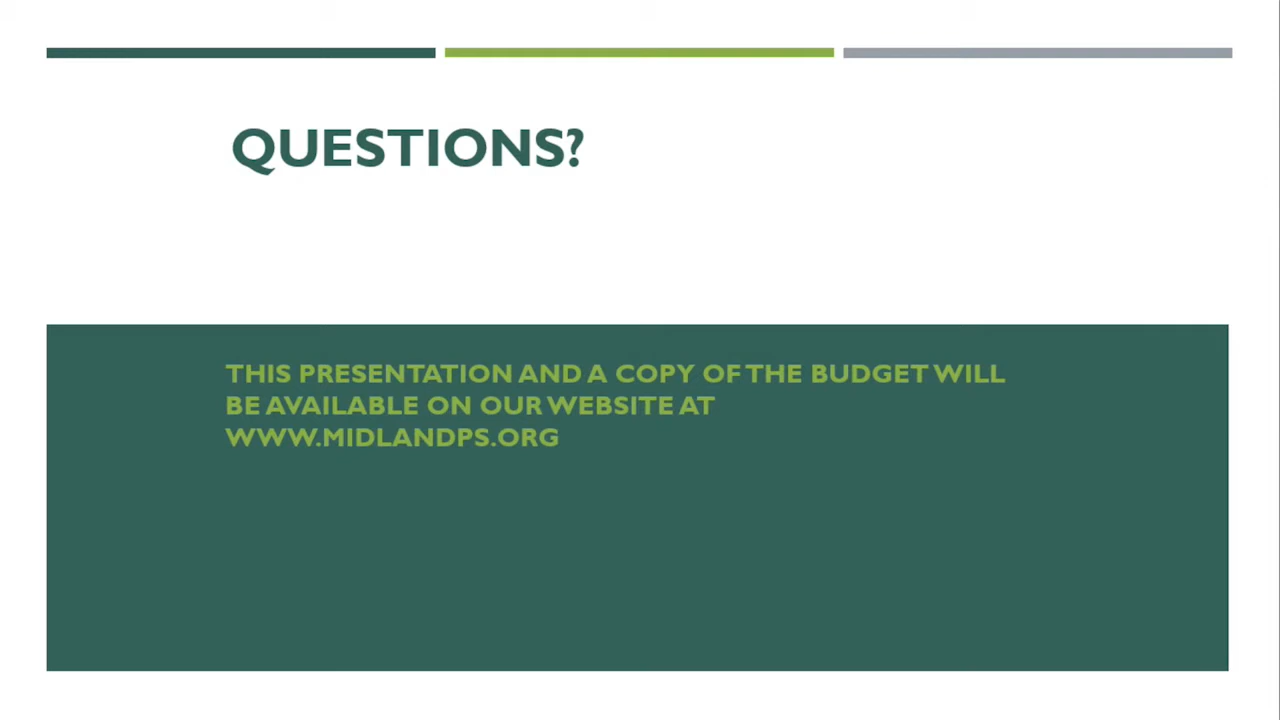 QUESTIONS?
THIS PRESENTATION AND A COPY OF THE BUDGET WILL
BE AVAILABLE ON OUR WEBSITE AT
WWW.MIDLANDPS.ORG